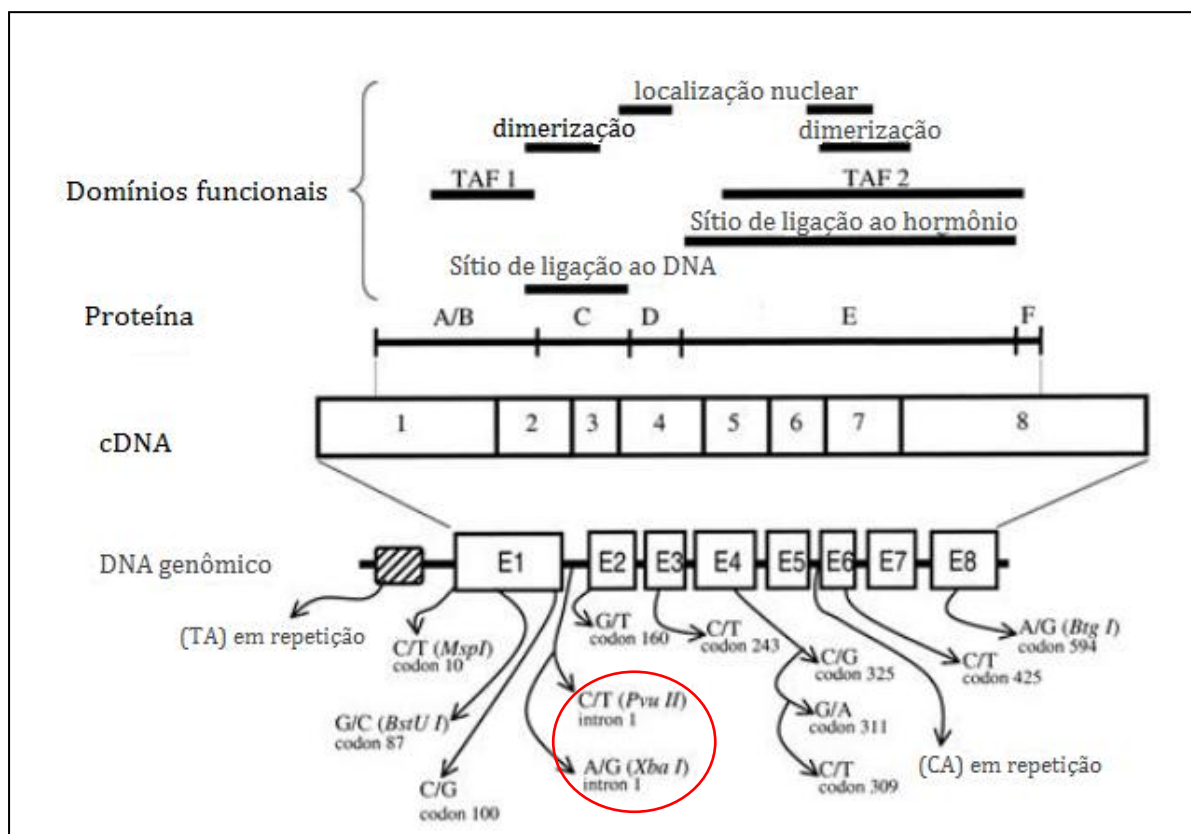 localização nuclear
dimerização
dimerização
Domínios funcionais
TAF 1
TAF 2
Sítio de ligação ao hormônio
Sítio de ligação ao DNA
Proteína
A/B
C
D
E
F
cDNA
1
2
3
4
5
6
7
8
DNA genômico
E1
E2
E3
E4
E5
E6
E7
E8
(TA) em repetição
C/T (MspI)
codon 10
G/C (BstU I)
codon 87
C/G
codon 100
C/T (Pvu II)
intron 1
A/G (Xba I)
intron 1
G/T
codon 160
C/T
codon 243
C/G
codon 325
G/A
codon 311
C/T
codon 309
(CA) em repetição
C/T
codon 425
A/G (Btg I)
codon 594